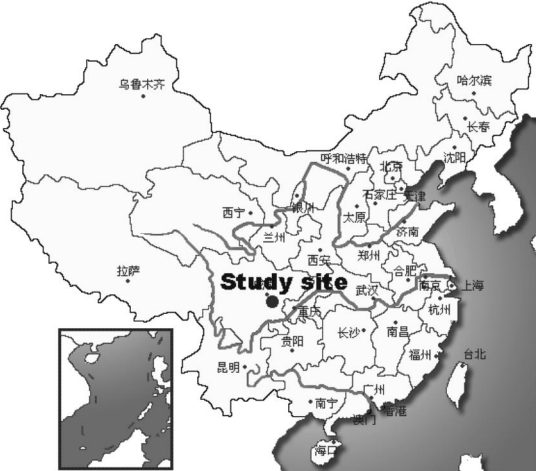 乌鲁木齐
哈尔滨
长春
沈阳
呼和浩特
北京
天津
石家庄
银川
太原
西宁
济南
兰州
西安
郑州
拉萨
Study site
合肥
南京
上海
武汉
杭州
重庆
长沙
南昌
贵阳
福州
台北
昆明
广州
南宁
香港
澳门
海口